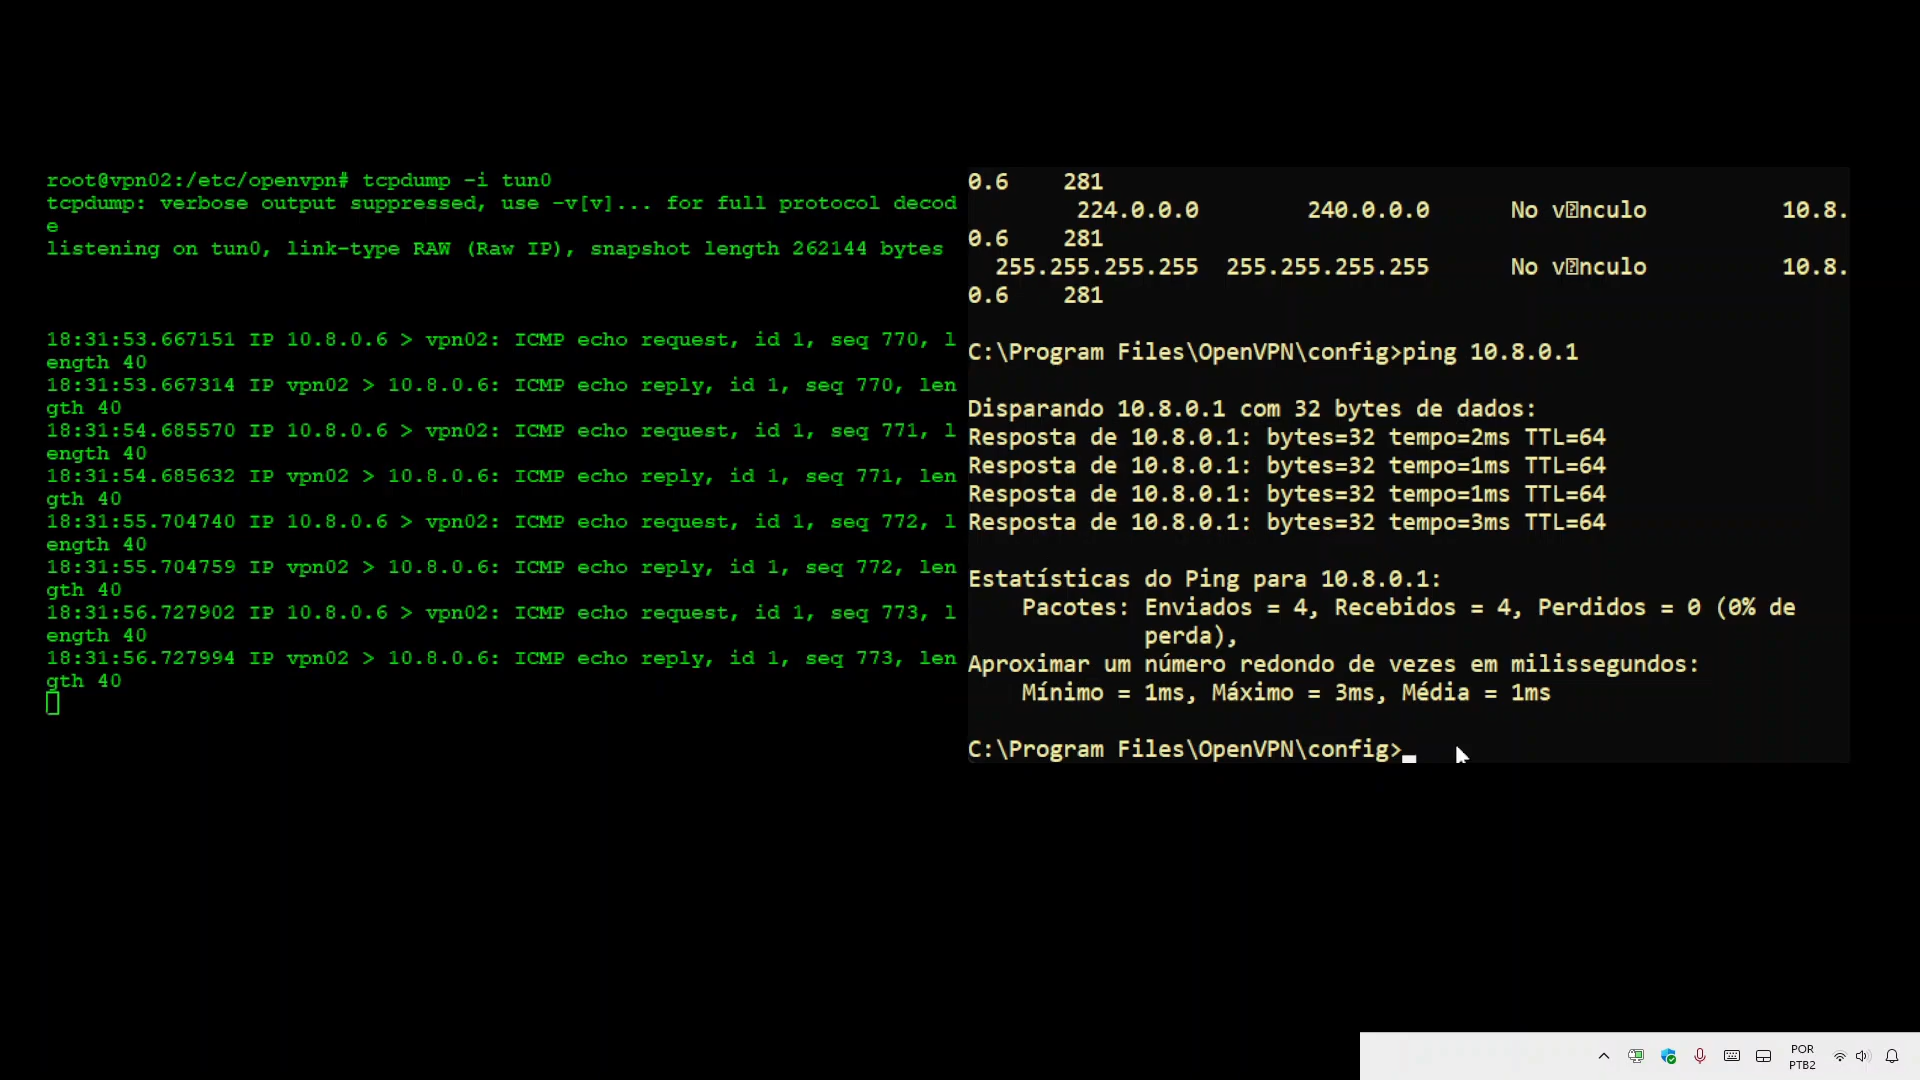 root@vpn02:/etc/openvpn# tcpdump -i tun0
tcpdump: verbose output suppressed, use -v[v]... for full protocol decod
e
listening on tun0, link-type RAW (Raw IP), snapshot length 262144 bytes
18:31:53.667151 IP 10.8.0.6 > vpn02: ICMP echo request, id 1, seq 770, l
ength 40
18:31:53.667314 IP vpn02 > 10.8.0.6: ICMP echo reply, id 1, seq 770, len
gth 40
18:31:54.685570 IP 10.8.0.6 > vpn02: ICMP echo request, id 1, seq 771, l
ength 40
18:31:54.685632 IP vpn02 > 10.8.0.6: ICMP echo reply, id 1, seq 771, len
gth 40
18:31:55.704740 IP 10.8.0.6 > vpn02: ICMP echo request, id 1, seq 772, l
ength 40
18:31:55.704759 IP vpn02 > 10.8.0.6: ICMP echo reply, id 1, seq 772, len
gth 40
18:31:56.727902 IP 10.8.0.6 > vpn02: ICMP echo request, id 1, seq 773, l
ength 40
18:31:56.727994 IP vpn02 > 10.8.0.6: ICMP echo reply, id 1, seq 773, len
gth 40
0.6    281
224.0.0.0        240.0.0.0      No v�nculo          10.8.
0.6    281
255.255.255.255  255.255.255.255      No v�nculo          10.8.
0.6    281
C:\Program Files\OpenVPN\config>ping 10.8.0.1
Disparando 10.8.0.1 com 32 bytes de dados:
Resposta de 10.8.0.1: bytes=32 tempo=2ms TTL=64
Resposta de 10.8.0.1: bytes=32 tempo=1ms TTL=64
Resposta de 10.8.0.1: bytes=32 tempo=1ms TTL=64
Resposta de 10.8.0.1: bytes=32 tempo=3ms TTL=64
Estatísticas do Ping para 10.8.0.1:
Pacotes: Enviados = 4, Recebidos = 4, Perdidos = 0 (0% de
perda),
Aproximar um número redondo de vezes em milissegundos:
Mínimo = 1ms, Máximo = 3ms, Média = 1ms
C:\Program Files\OpenVPN\config>
POR
PTB2